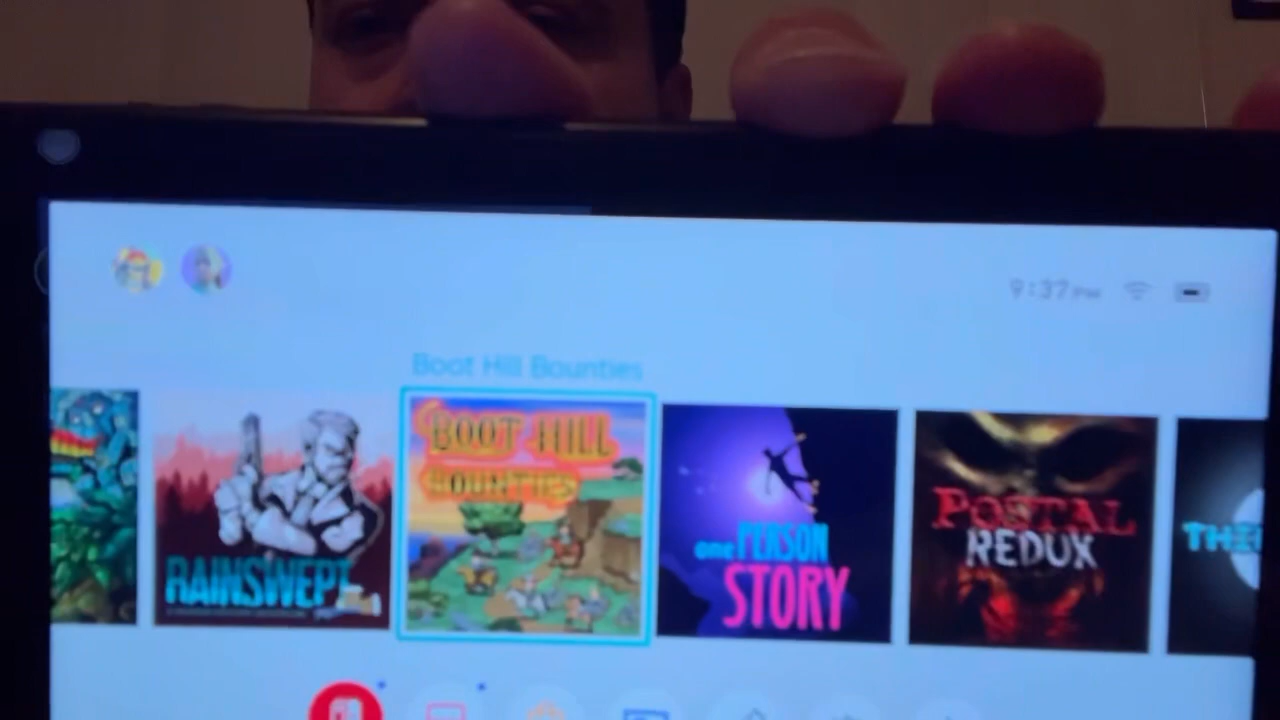 9:37 PM
Boot Hill Bounties
BOOT HILL
BOUNTIES
RAINSWEPT
one PERSON
STORY
POSTAL
REDUX